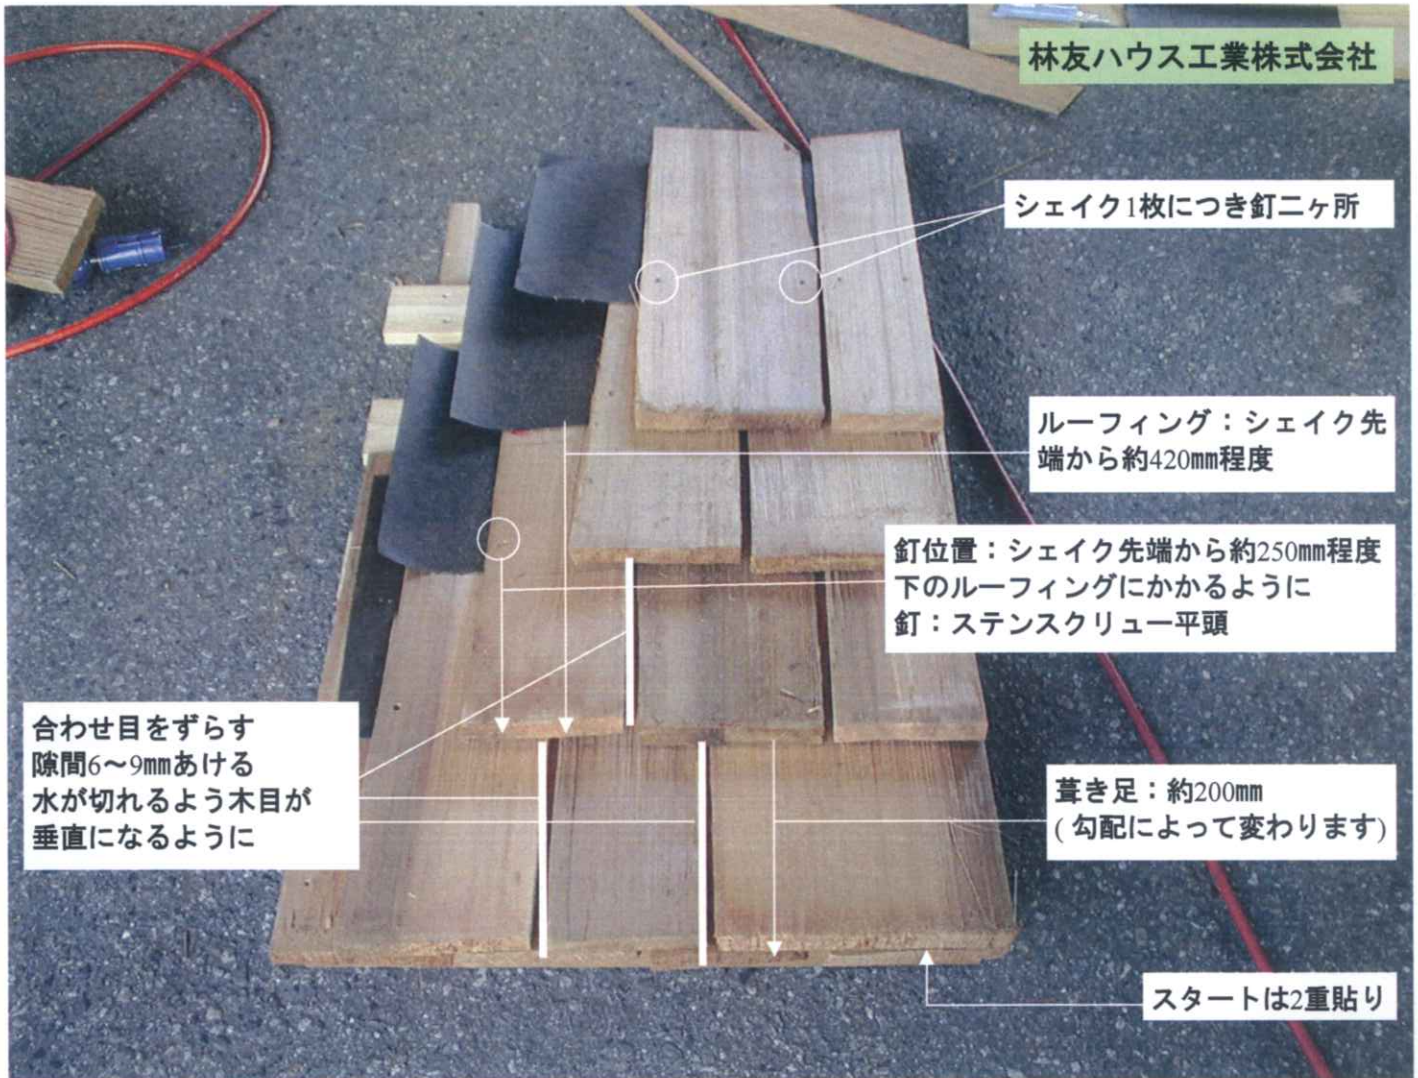 林友ハウス工業株式会社
シェイク1枚につき釘二ヶ所
ルーフィング：シェイク先
端から約420㎜程度
釘位置：シェイク先端から約250㎜程度
下のルーフィングにかかるように
釘：ステンスクリュー平頭
合わせ目をずらす
隙間6～9㎜あける
水が切れるよう木目が
垂直になるように
葺き足：約200㎜
(勾配によって変わります)
スタートは2重貼り